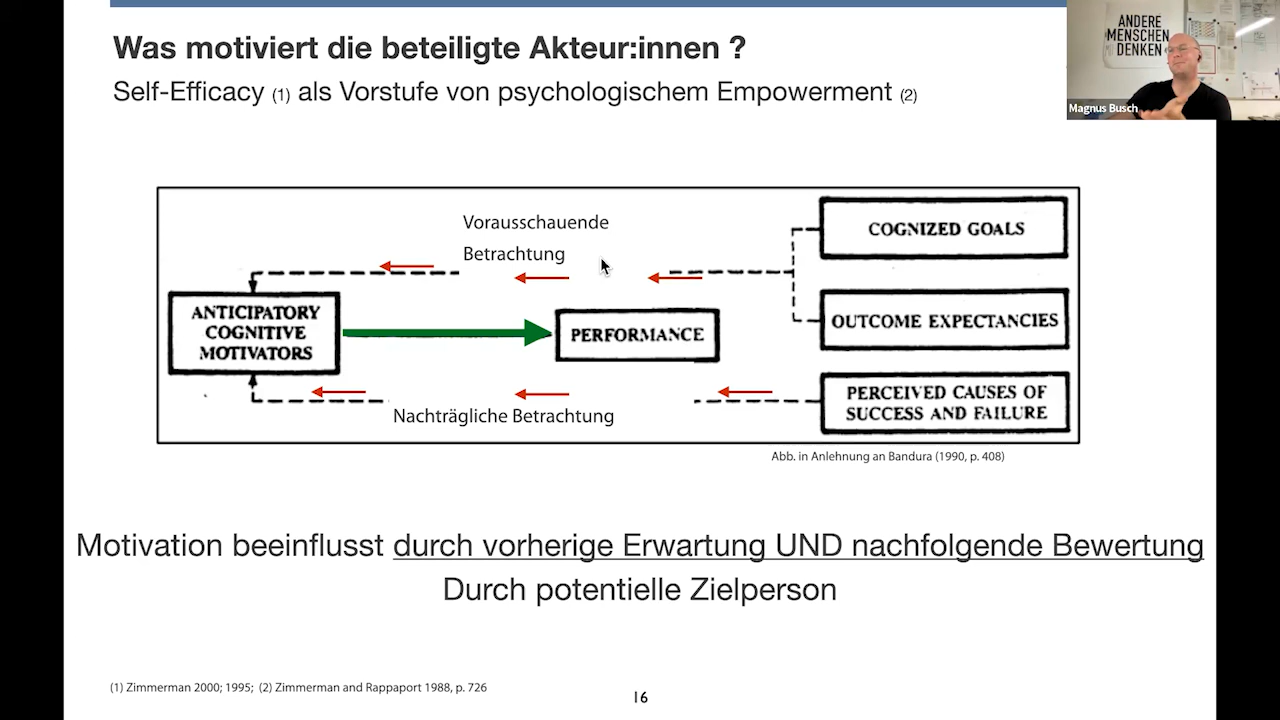 Was motiviert die beteiligte Akteur:innen ?
Self-Efficacy (1) als Vorstufe von psychologischem Empowerment (2)
ANDERE
MENSCHEN
DENKEN
Magnus Busch
Vorausschauende
Betrachtung
COGNIZED GOALS
ANTICIPATORY
COGNITIVE
MOTIVATORS
PERFORMANCE
OUTCOME EXPECTANCIES
PERCEIVED CAUSES OF
SUCCESS AND FAILURE
Nachträgliche Betrachtung
Abb. in Anlehnung an Bandura (1990, p. 408)
Motivation beeinflusst durch vorherige Erwartung UND nachfolgende Bewertung
Durch potentielle Zielperson
(1) Zimmerman 2000; 1995; (2) Zimmerman and Rappaport 1988, p. 726
16